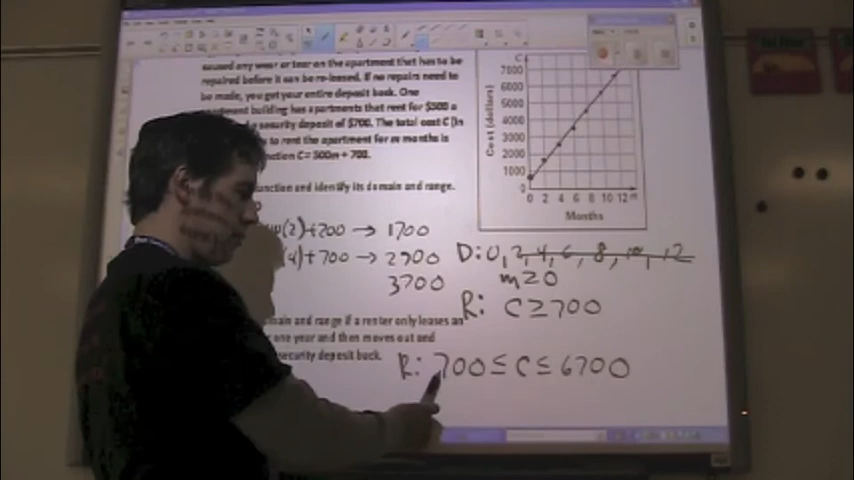 caused any wear or tear on the apartment that has to be
repaired before it can be re-leased. If no repairs need to
be made, you get your entire deposit back. One
apartment building has apartments that rent for $500 a
security deposit of $700. The total cost C (in
to rent the apartment for m months is
nction C = 500m + 700.
unction and identify its domain and range.
(2)+700 → 1700
(4)+700 → 2700
3700
main and range if a renter only leases an
or one year and then moves out and
security deposit back.
C
7000
6000
5000
4000
3000
2000
1000
0
Cost (dollars)
0 2 4 6 8 10 12 m
Months
D: 0, 2, 4, 6, 8, 10, 12
m ≥ 0
R: C ≥ 700
R: 700 ≤ C ≤ 6700